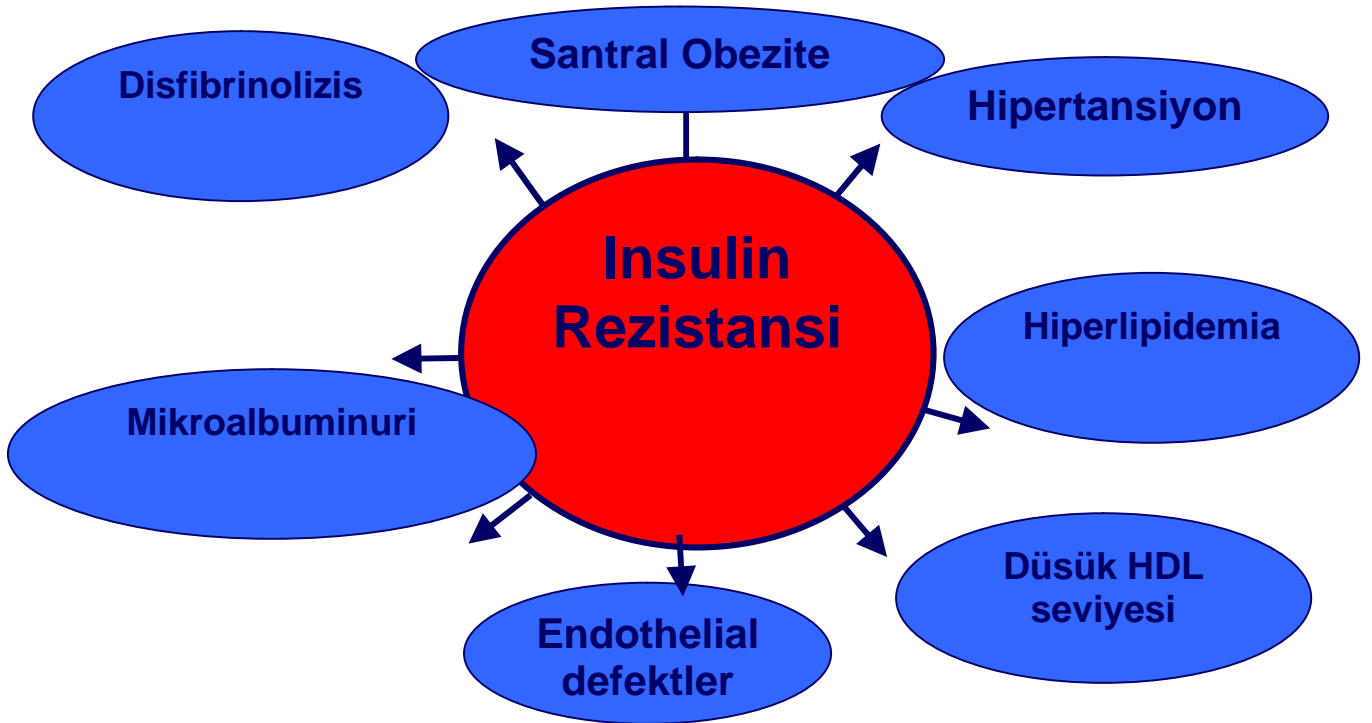 Santral Obezite
Disfibrinolizis
Hipertansiyon
Insulin
Rezistansi
Hiperlipidemia
Mikroalbuminuri
Düsük HDL
seviyesi
Endothelial
defektler